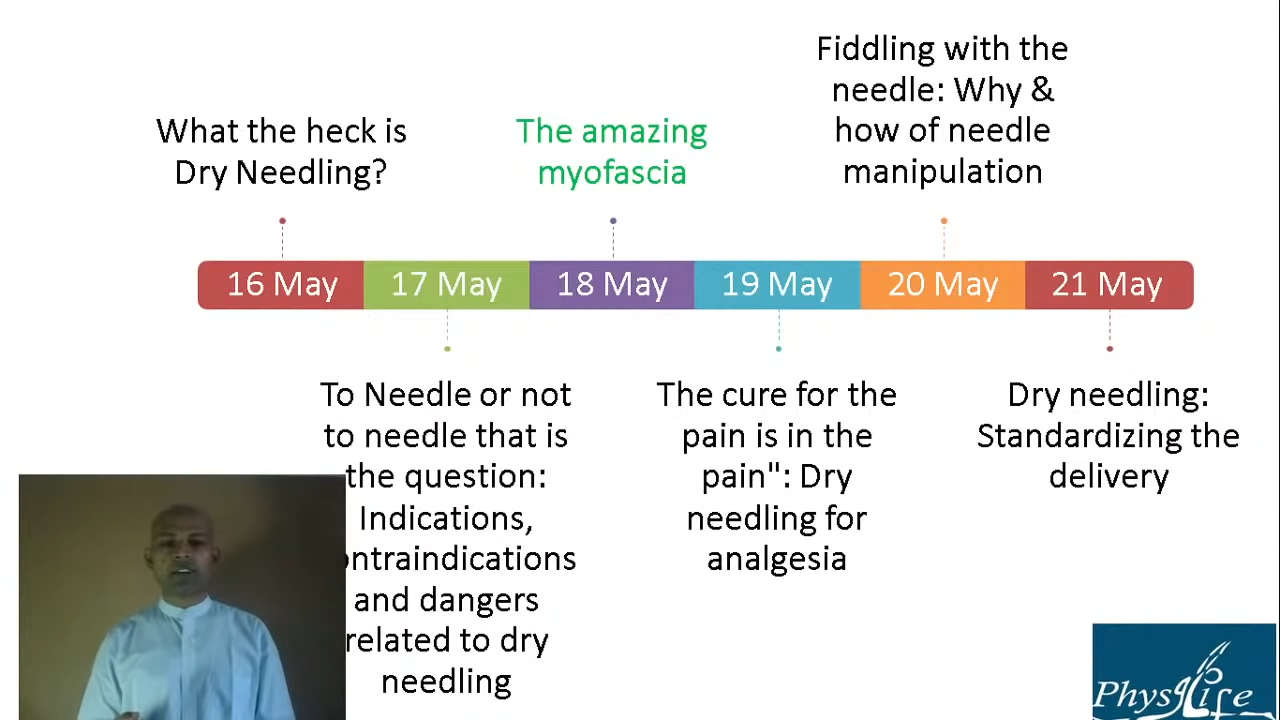 What the heck is
Dry Needling?
The amazing
myofascia
Fiddling with the
needle: Why &
how of needle
manipulation
16 May
17 May
18 May
19 May
20 May
21 May
To Needle or not
to needle that is
the question:
Indications,
ontraindications
and dangers
related to dry
needling
The cure for the
pain is in the
pain": Dry
needling for
analgesia
Dry needling:
Standardizing the
delivery
PhysLife